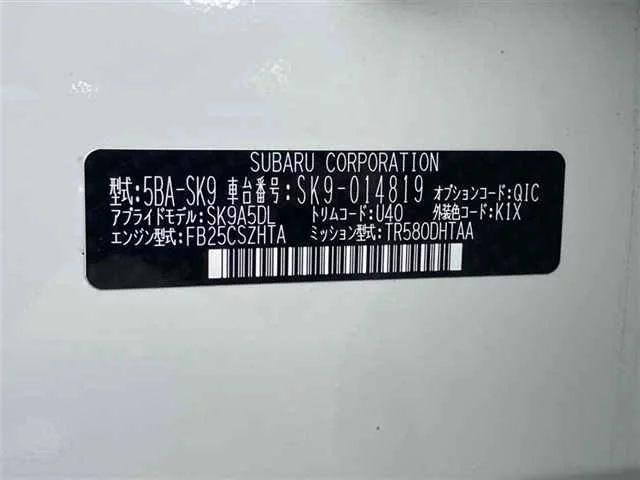 SUBARU CORPORATION
型式:5BA-SK9 車台番号:SK9-014819 オプションコード:QIC
アプライドモデル:SK9A5DL トリムコード:U40 外装色コード:K1X
エンジン型式:FB25CSZHTA ミッション型式:TR580DHTAA